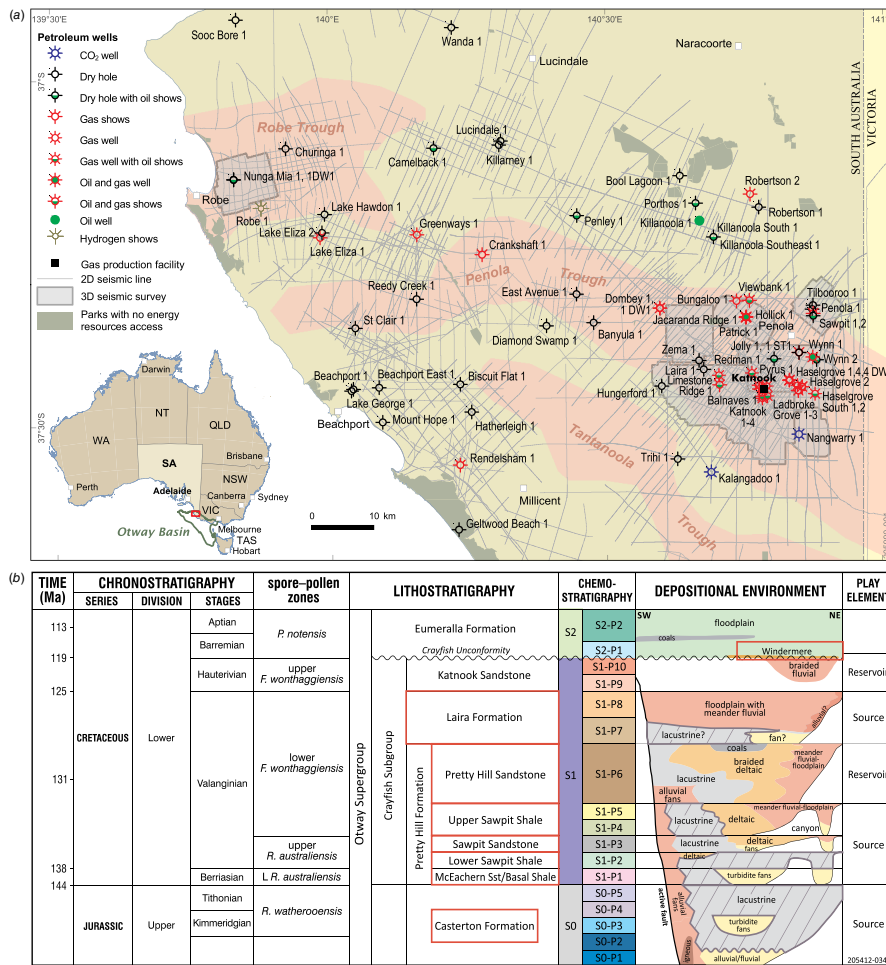 (a)
139°30'E
140°E
140°30'E
141°E
Petroleum wells
CO2 well
Dry hole
Dry hole with oil shows
Gas shows
Gas well
Gas well with oil shows
Oil and gas well
Oil and gas shows
Oil well
Hydrogen shows
Gas production facility
2D seismic line
3D seismic survey
Parks with no energy
resources access
37°S
37°30'S
Sooc Bore 1
Wanda 1
Lucindale
Naracoorte
SOUTH AUSTRALIA
VICTORIA
Robe Trough
Churinga 1
Camelback 1
Lucindale 1
Killarney 1
Nunga Mia 1, 1DW1
Robe
Robe 1
Lake Hawdon 1
Lake Eliza 2
Lake Eliza 1
Greenways 1
Crankshaft 1
Penley 1
Bool Lagoon 1
Robertson 2
Porthos 1
Robertson 1
Killanoola 1
Killanoola South 1
Killanoola Southeast 1
Penola
Trough
Reedy Creek 1
East Avenue 1
Dombey 1,
1 DW1
Bungaloo 1
Viewbank 1
Tilbooroo 1
Penola 1
Sawpit 1,2
Jacaranda Ridge 1
Hollick 1
Patrick 1
Penola
St Clair 1
Diamond Swamp 1
Banyula 1
Zema 1
Jolly 1, 1 ST1
Wynn 1
Redman 1
Wynn 2
Laira 1
Katnook
Pyrus 1
Haselgrove 1,4,4 DW1
Limestone
Ridge 1
Haselgrove 2
Hungerford 1
Balnaves 1
Ladbroke
Grove 1-3
Haselgrove
South 1,2
Katnook
1-4
Nangwarry 1
Beachport 1
Beachport East 1
Biscuit Flat 1
Lake George 1
Beachport
Mount Hope 1
Hatherleigh 1
Rendelsham 1
Tantanoola
Trough
Trihi 1
Kalangadoo 1
Millicent
Geltwood Beach 1
0 10 km
Darwin
NT
QLD
WA
SA
Brisbane
NSW
Perth
Adelaide
Canberra
Sydney
VIC
Otway Basin
Melbourne
TAS
Hobart
(b)
TIME
(Ma)
CHRONOSTRATIGRAPHY
SERIES
DIVISION
STAGES
spore–pollen
zones
LITHOSTRATIGRAPHY
CHEMO-
STRATIGRAPHY
DEPOSITIONAL ENVIRONMENT
PLAY
ELEMENT
113
119
125
131
138
144
CRETACEOUS
JURASSIC
Lower
Upper
Aptian
Barremian
Hauterivian
Valanginian
Berriasian
Tithonian
Kimmeridgian
P. notensis
upper
F. wonthaggiensis
lower
F. wonthaggiensis
upper
R. australiensis
L R. australiensis
R. watherooensis
Otway Supergroup
Crayfish Subgroup
Pretty Hill Formation
Eumeralla Formation
Crayfish Unconformity
Katnook Sandstone
Laira Formation
Pretty Hill Sandstone
Upper Sawpit Shale
Sawpit Sandstone
Lower Sawpit Shale
McEachern Sst/Basal Shale
Casterton Formation
S2
S1
S0
S2-P2
S2-P1
S1-P10
S1-P9
S1-P8
S1-P7
S1-P6
S1-P5
S1-P4
S1-P3
S1-P2
S1-P1
S0-P5
S0-P4
S0-P3
S0-P2
S0-P1
SW
NE
floodplain
coals
Windermere
braided
fluvial
floodplain with
meander fluvial
alluvial?
lacustrine?
fan?
coals
braided
deltaic
meander
fluvial-
floodplain
lacustrine
alluvial
fans
meander fluvial-floodplain
lacustrine
deltaic
canyon
lacustrine
deltaic
fans
deltaic
turbidite fans
active fault
alluvial
fans
lacustrine
turbidite
fans
alluvial/fluvial
Reservoir
Source
Reservoir
Source
Source
205412-034